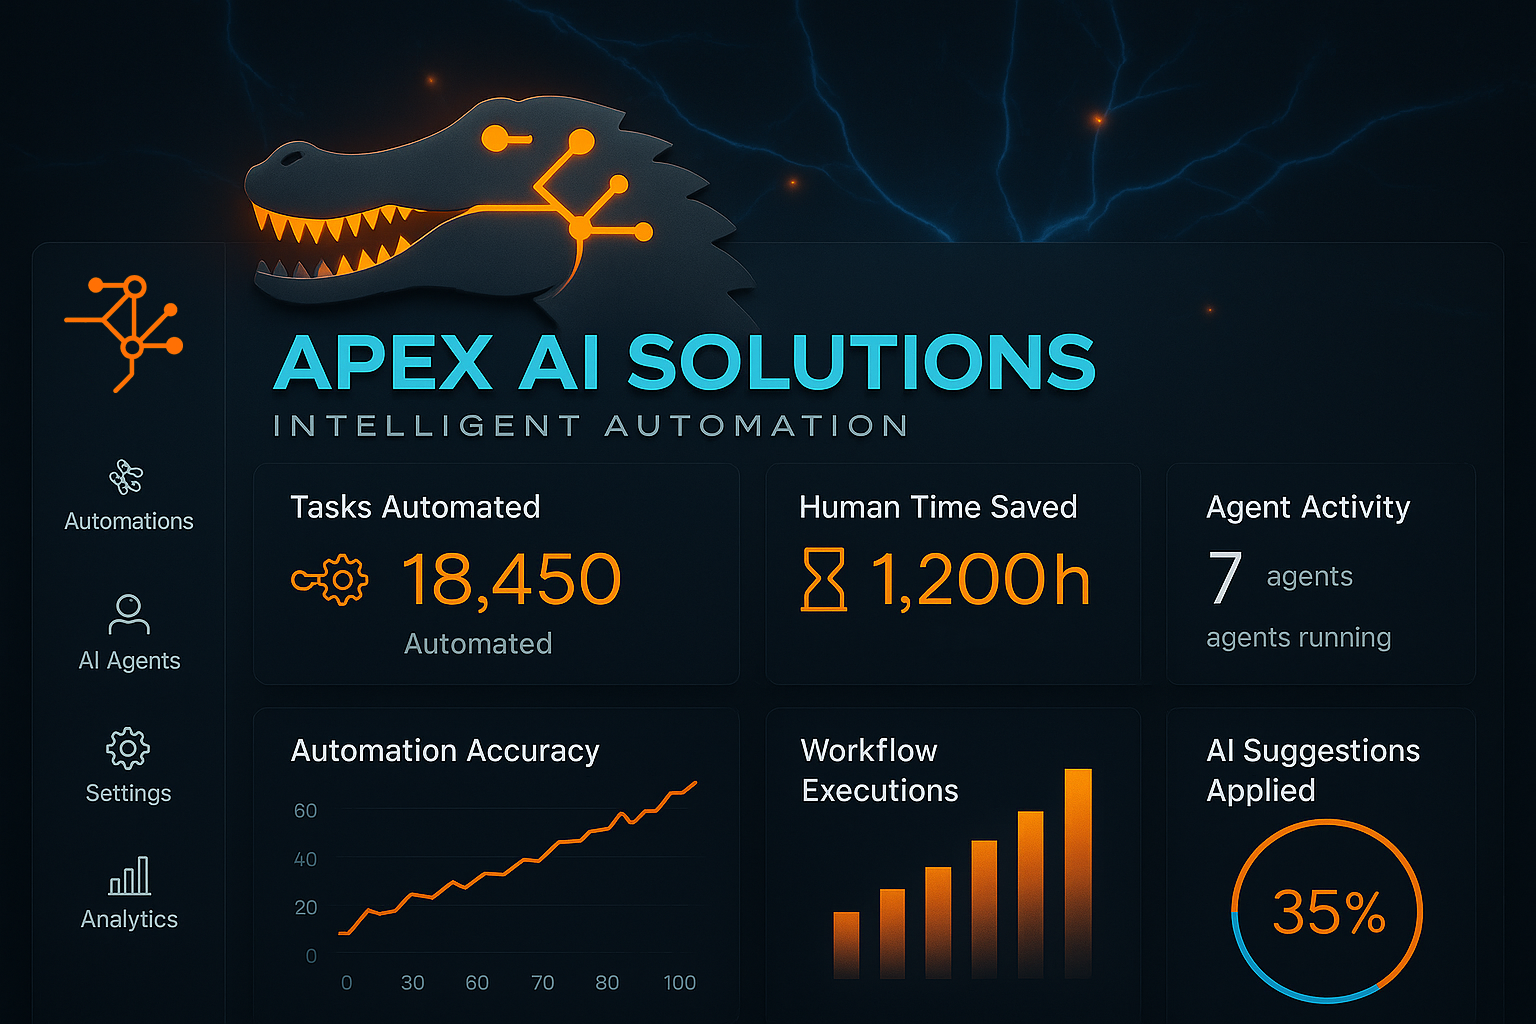 APEX AI SOLUTIONS
INTELLIGENT AUTOMATION
Automations
AI Agents
Settings
Analytics
Tasks Automated
18,450
Automated
Human Time Saved
1,200h
Agent Activity
7 agents
agents running
Automation Accuracy
60
40
20
0
0 30 60 70 80 100
Workflow
Executions
AI Suggestions
Applied
35%